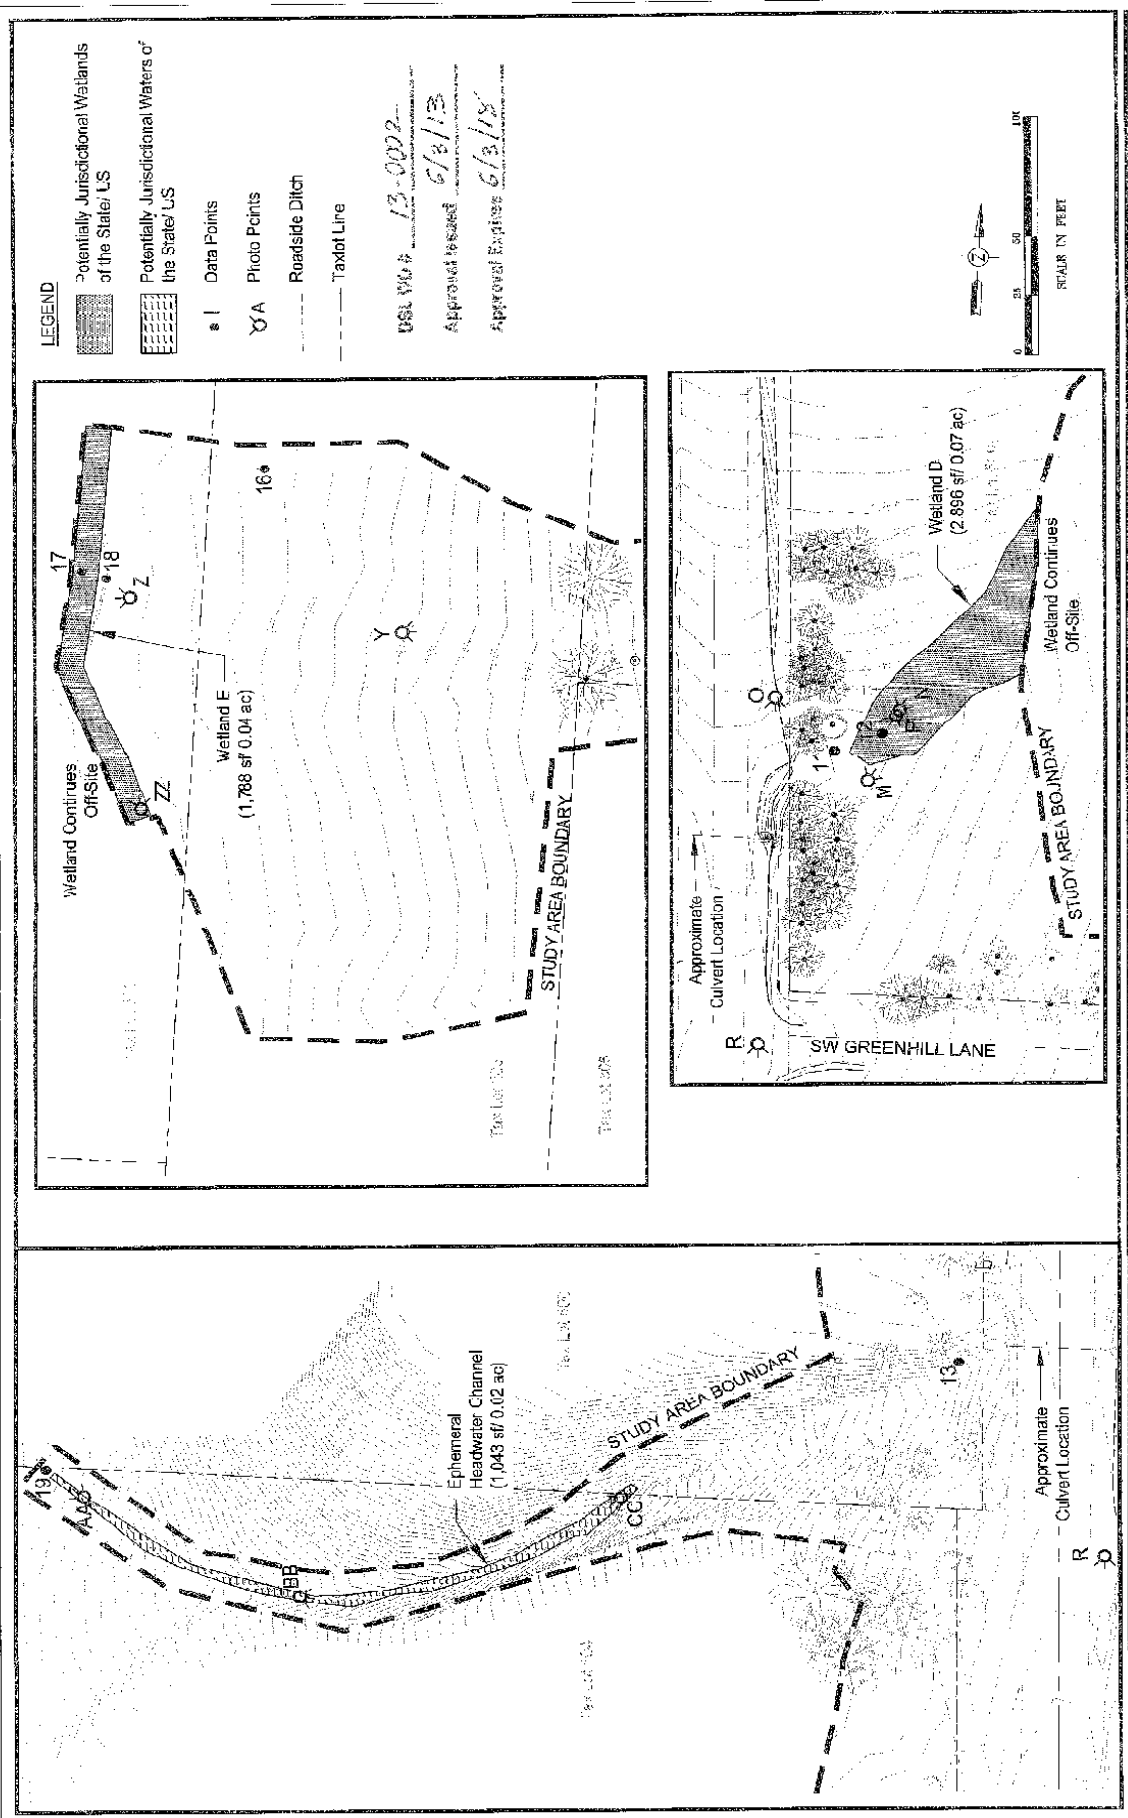 LEGEND
Potentially Jurisdictional Wetlands
of the State/ US
Potentially Jurisdictional Waters of
the State/ US
Data Points
A Photo Points
Roadside Ditch
Taxlot Line
DSL WD # 13-0002
Approval Issued 6/3/13
Approval Expires 6/3/18
0 25 50 100
SCALE IN FEET
Z
17
18
Z
16
Y
Wetland Continues
Off-Site
ZZ
Wetland E
(1,788 sf/ 0.04 ac)
STUDY AREA BOUNDARY
Wetland D
(2,896 sf/ 0.07 ac)
Wetland Continues
Off-Site
O
12
P
M
STUDY AREA BOUNDARY
Approximate
Culvert Location
R
SW GREENHILL LANE
19
AA
BB
CC
Ephemeral
Headwater Channel
(1,043 sf/ 0.02 ac)
STUDY AREA BOUNDARY
13
Approximate
Culvert Location
R